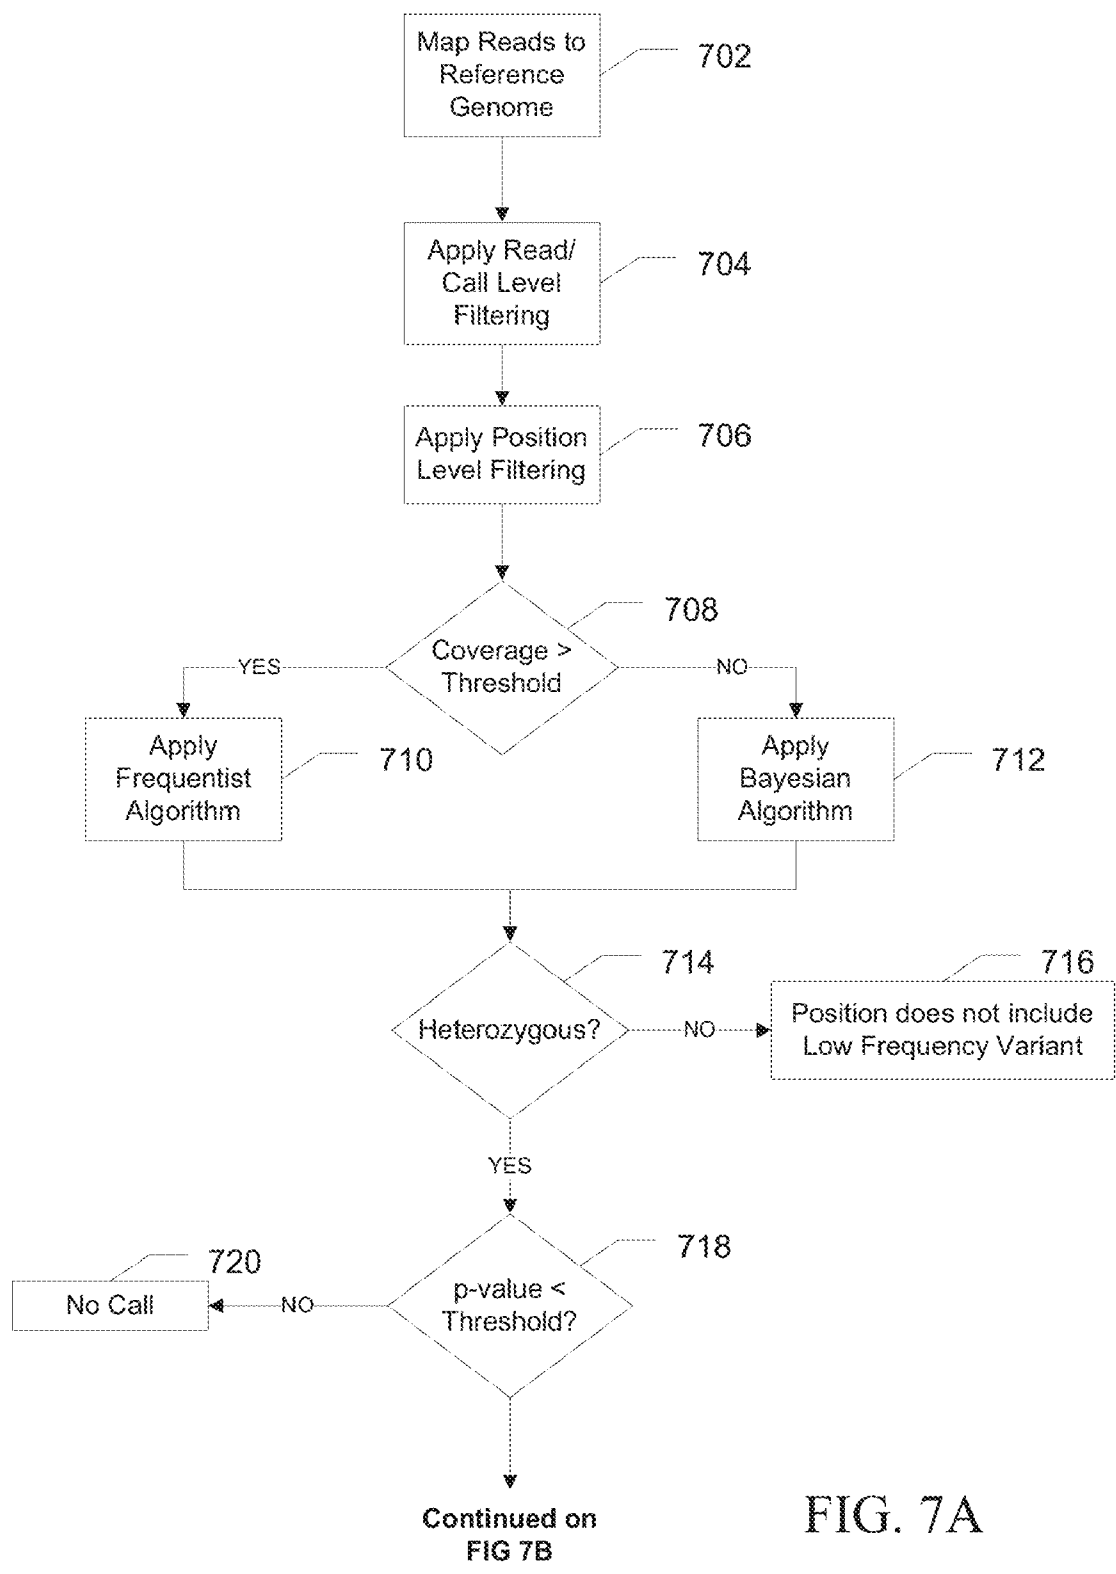 Map Reads to
Reference
Genome
702
Apply Read/
Call Level
Filtering
704
Apply Position
Level Filtering
706
Coverage >
Threshold
708
YES
NO
Apply
Frequentist
Algorithm
710
Apply
Bayesian
Algorithm
712
Heterozygous?
714
NO
716
Position does not include
Low Frequency Variant
YES
p-value <
Threshold?
718
NO
720
No Call
Continued on
FIG 7B
FIG. 7A